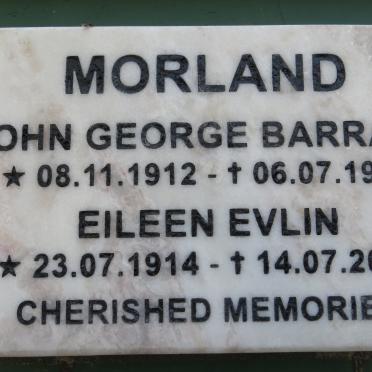 MORLAND
OHN GEORGE BARRA
★ 08.11.1912 - † 06.07.19
EILEEN EVLIN
★ 23.07.1914 - † 14.07.20
CHERISHED MEMORIE